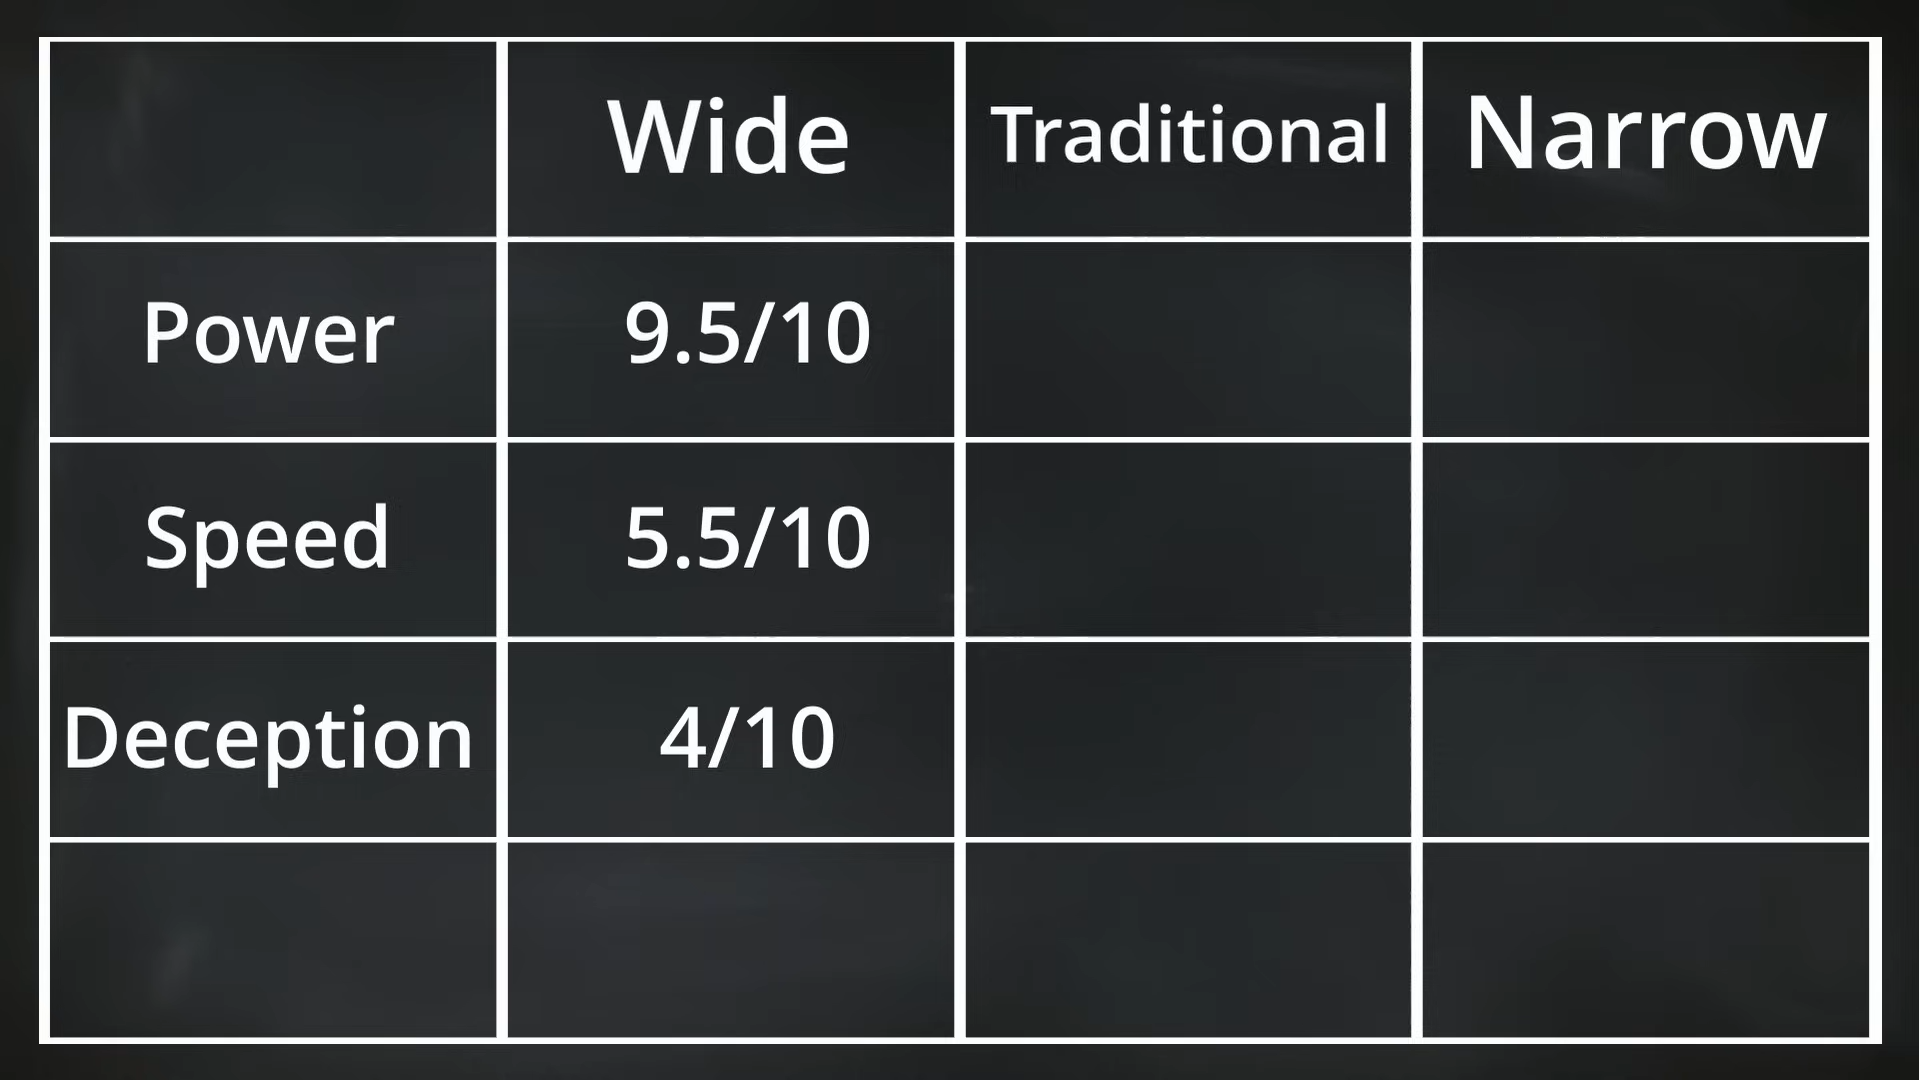 Wide Traditional Narrow
Power 9.5/10
Speed 5.5/10
Deception 4/10